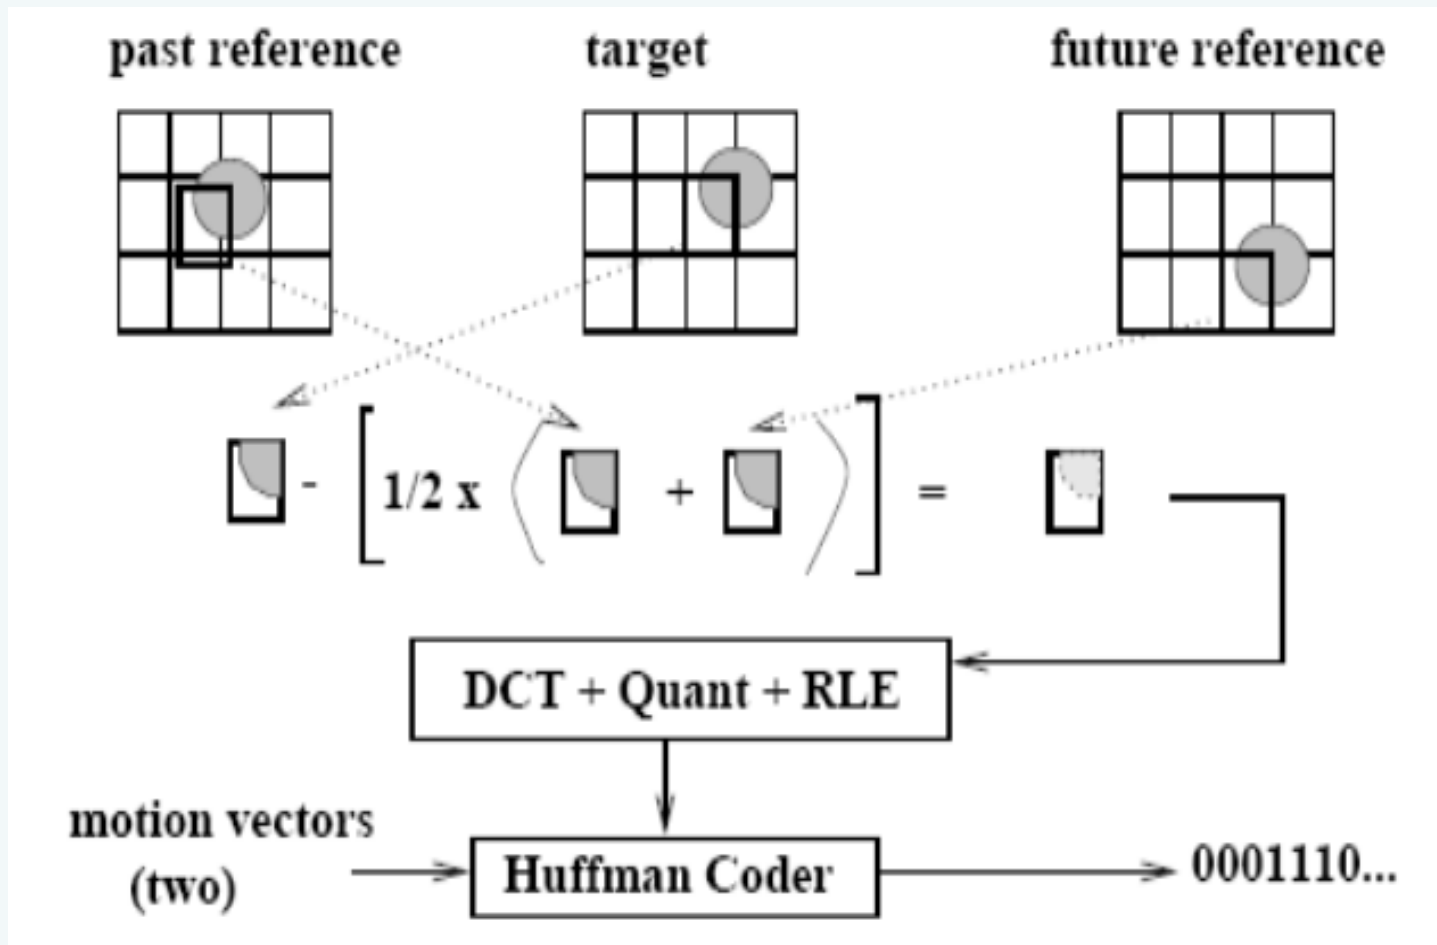 past reference
target
future reference
- [ 1/2 x ( + ) ] =
DCT + Quant + RLE
motion vectors
(two)
Huffman Coder
0001110...